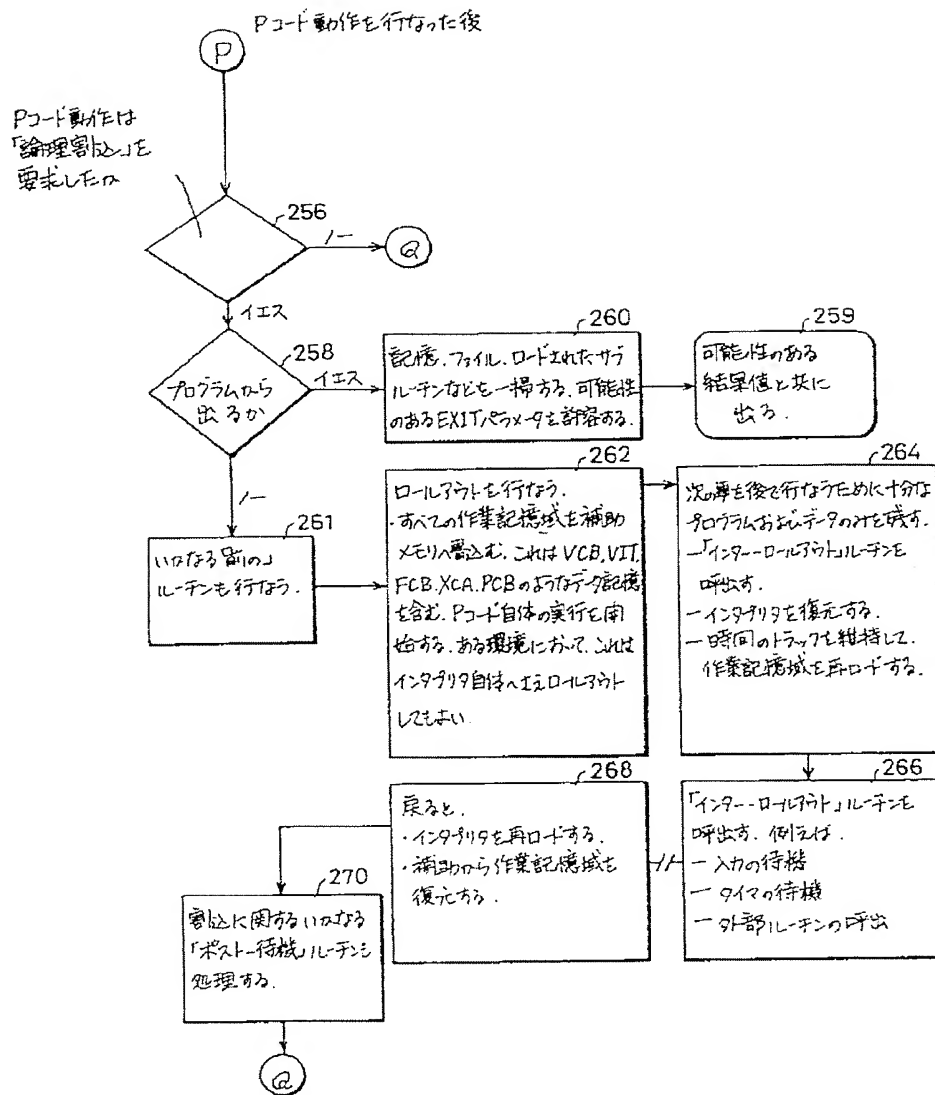 Pコード動作を行なった後
P
Pコード動作は
「論理割込」を
要求したか
256
ノー
Q
イエス
258
プログラムから
出るか
イエス
260
記憶、ファイル、ロードされたサブ
ルーチンなどを一掃する、可能性
のあるEXITパラメータを許容する.
259
可能性のある
結果値と共に
出る.
ノー
261
いかなる「前の」
ルーチンも行なう.
262
ロールアウトを行なう.
・すべての作業記憶域を補助
メモリへ書込む、これはVCB,VIT,
FCB.XCA.PCBのようなデータ記憶
を含む、Pコード自体の実行を開
始する、ある環境において、これは
インタプリタ自体へさえロールアウト
してもよい
264
次の事を後で行なうために十分な
プログラムおよびデータのみを残す.
―「インター―ロールアウト」ルーチンを
呼出す.
―インタプリタを復元する.
―時間のトラックを維持して、
作業記憶域を再ロードする.
266
「インター―ロールアウト」ルーチンを
呼出す、例えば、
― 入力の待機
― タイマの待機
― 外部ルーチンの呼出
268
戻ると、
・インタプリタを再ロードする.
・補助から作業記憶域を
復元する.
270
割込に関するいかなる
「ポスト―待機」ルーチンも
処理する.
Q